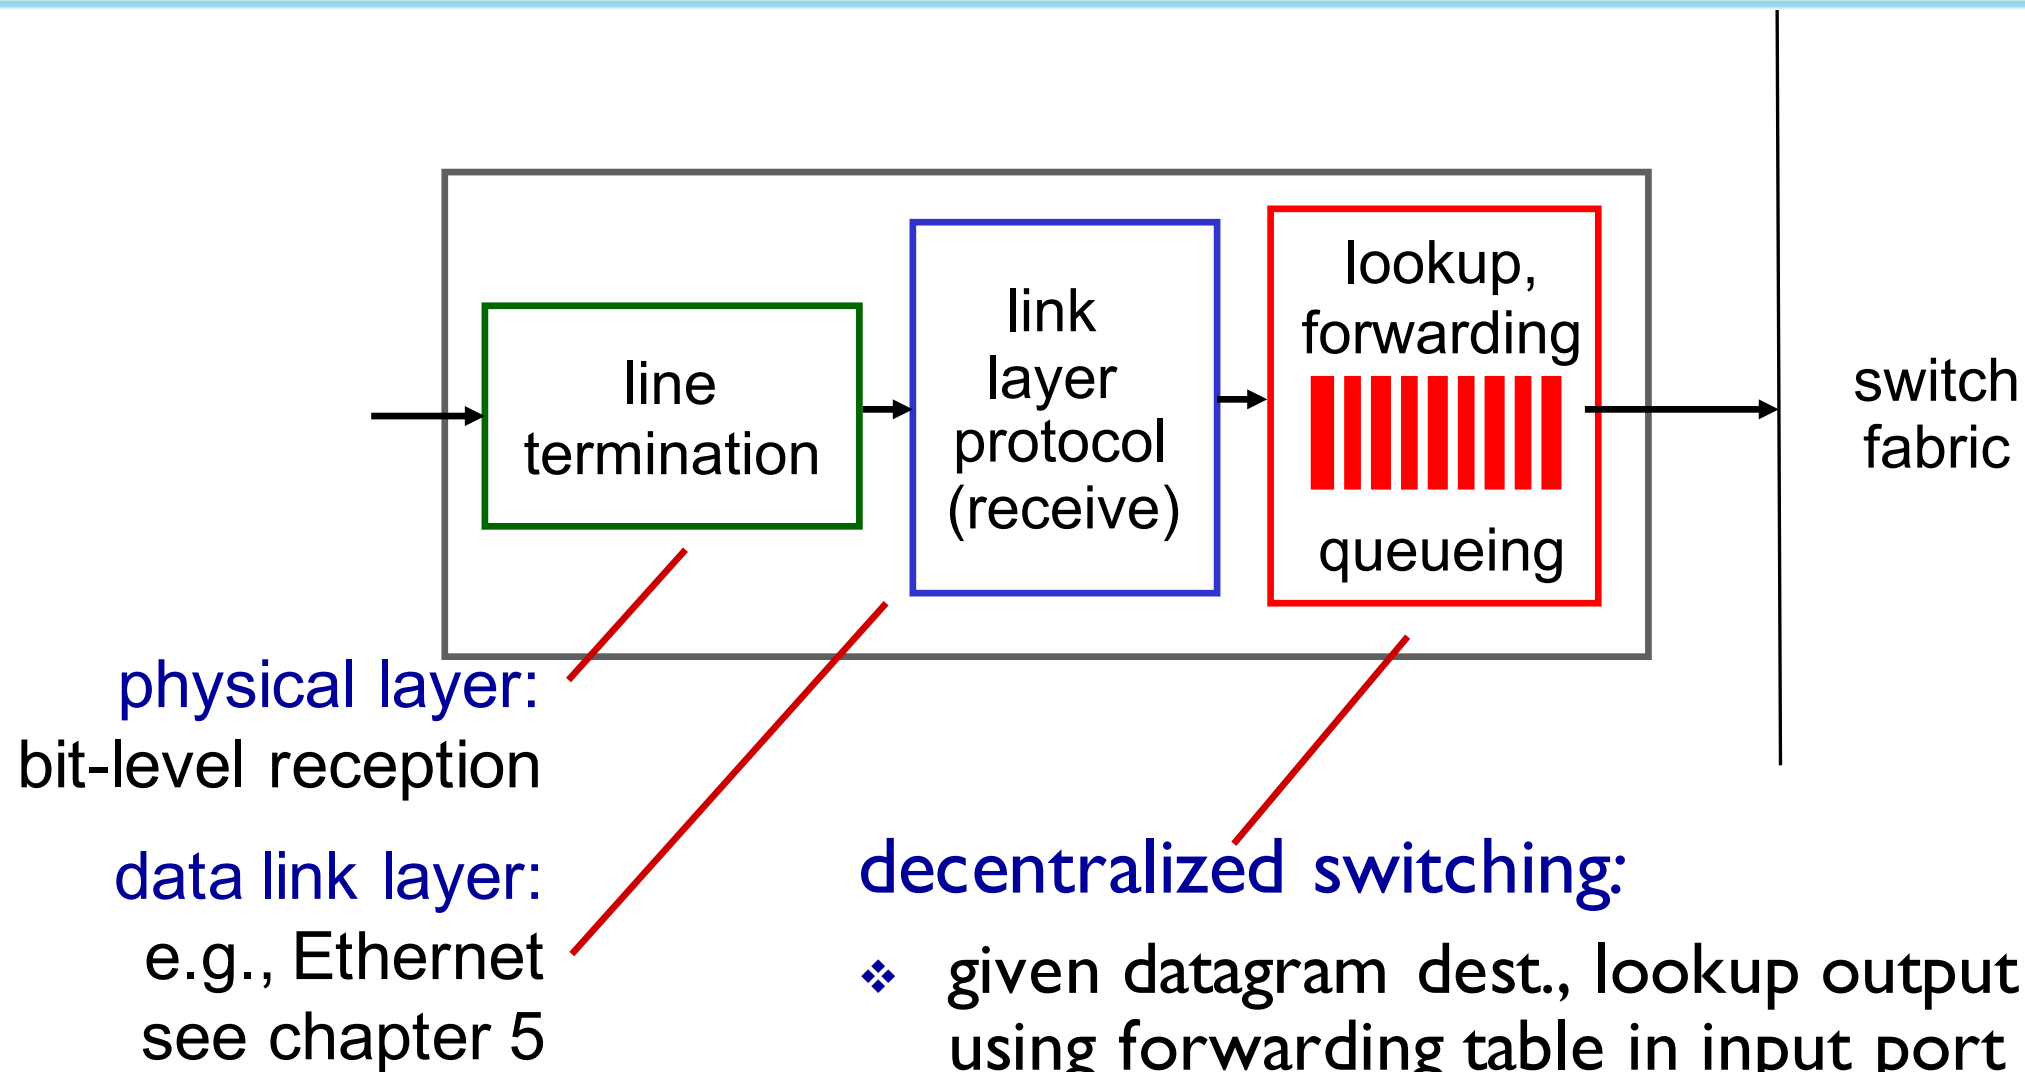 line
termination
link
layer
protocol
(receive)
lookup,
forwarding
queueing
switch
fabric
physical layer:
bit-level reception
data link layer:
e.g., Ethernet
see chapter 5
decentralized switching:
❖ given datagram dest., lookup output
using forwarding table in input port